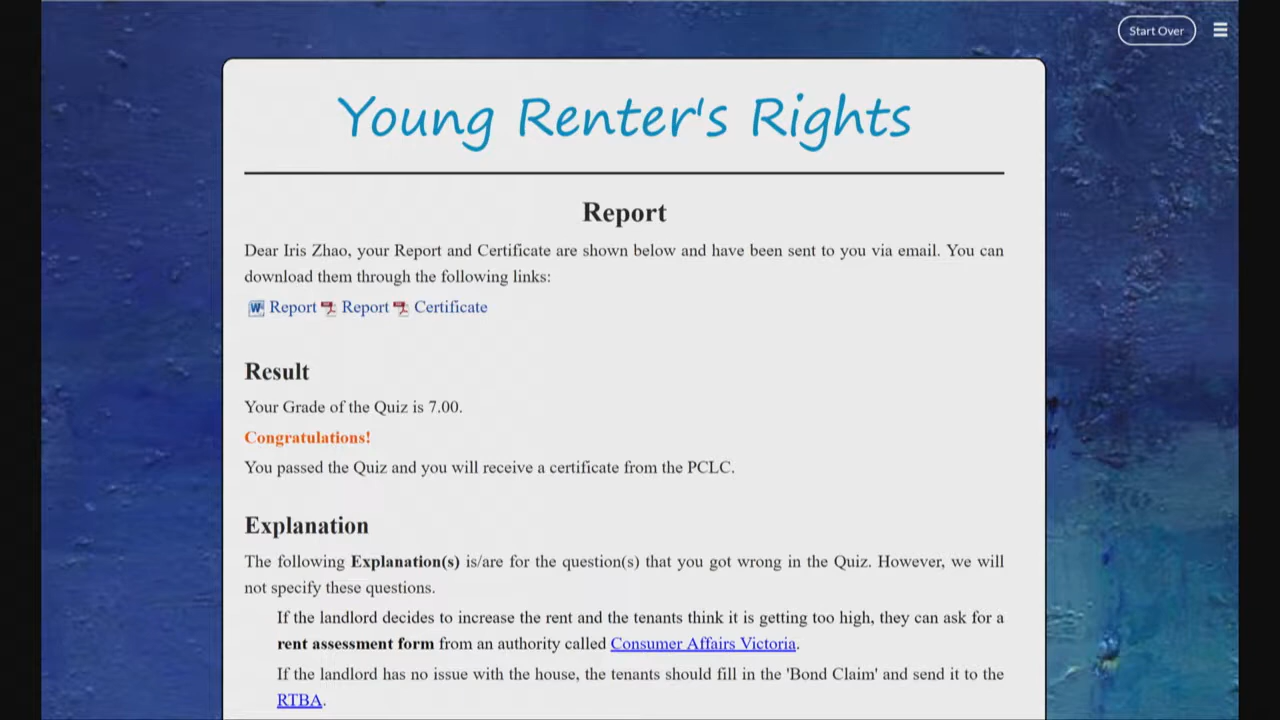 Start Over
Young Renter's Rights
Report
Dear Iris Zhao, your Report and Certificate are shown below and have been sent to you via email. You can
download them through the following links:
Report Report Certificate
Result
Your Grade of the Quiz is 7.00.
Congratulations!
You passed the Quiz and you will receive a certificate from the PCLC.
Explanation
The following Explanation(s) is/are for the question(s) that you got wrong in the Quiz. However, we will
not specify these questions.
If the landlord decides to increase the rent and the tenants think it is getting too high, they can ask for a
rent assessment form from an authority called Consumer Affairs Victoria.
If the landlord has no issue with the house, the tenants should fill in the 'Bond Claim' and send it to the
RTBA.